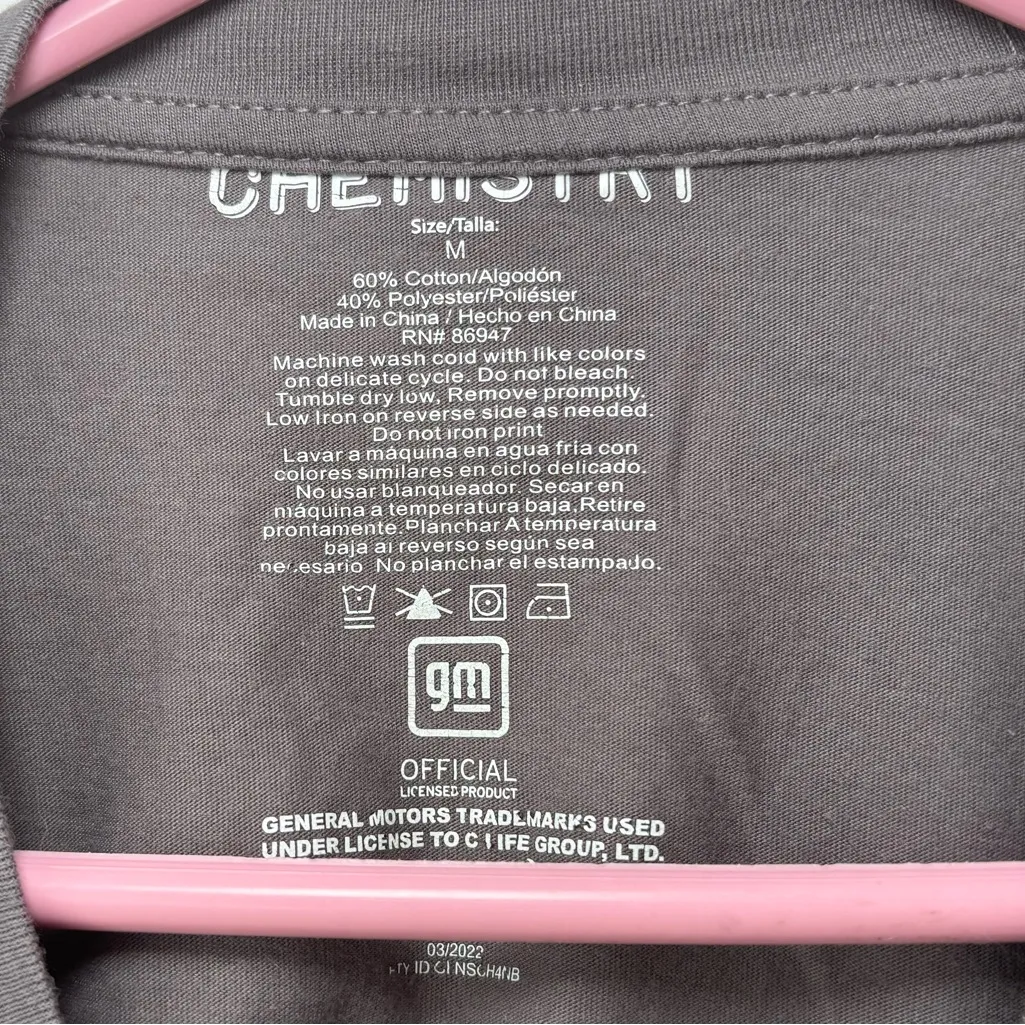 CHEMISTRY
Size/Talla:
M
60% Cotton/Algodón
40% Polyester/Poliéster
Made in China / Hecho en China
RN# 86947
Machine wash cold with like colors
on delicate cycle. Do not bleach.
Tumble dry low, Remove promptly.
Low Iron on reverse side as needed.
Do not iron print
Lavar a máquina en agua fria con
colores similares en ciclo delicado.
No usar blanqueador. Secar en
máquina a temperatura baja,Retire
prontamente.Planchar A temperatura
baja al reverso según sea
necesario No planchar el estampado.
gm
OFFICIAL
LICENSED PRODUCT
GENERAL MOTORS TRADEMARKS USED
UNDER LICENSE TO C LIFE GROUP, LTD.
03/2022
ID